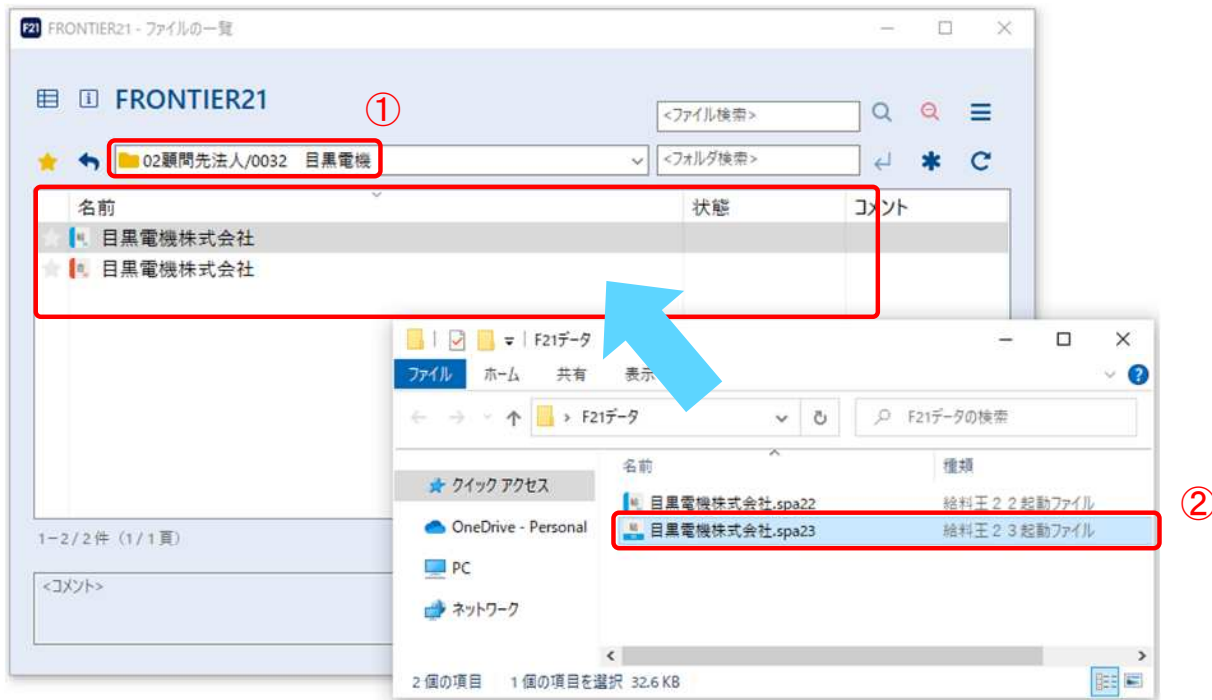 F21 FRONTIER21 - ファイルの一覧
FRONTIER21
①
<ファイル検索>
02顧問先法人/0032　目黒電機
<フォルダ検索>
名前 状態 コメント
目黒電機株式会社
目黒電機株式会社
F21データ
ファイル ホーム 共有 表示
F21データ
F21データの検索
名前 種類
クイック アクセス
目黒電機株式会社.spa22 給料王２２起動ファイル
②
OneDrive - Personal
目黒電機株式会社.spa23 給料王２３起動ファイル
1-2/2件（1/1頁）
PC
<コメント>
ネットワーク
2 個の項目 1 個の項目を選択 32.6 KB